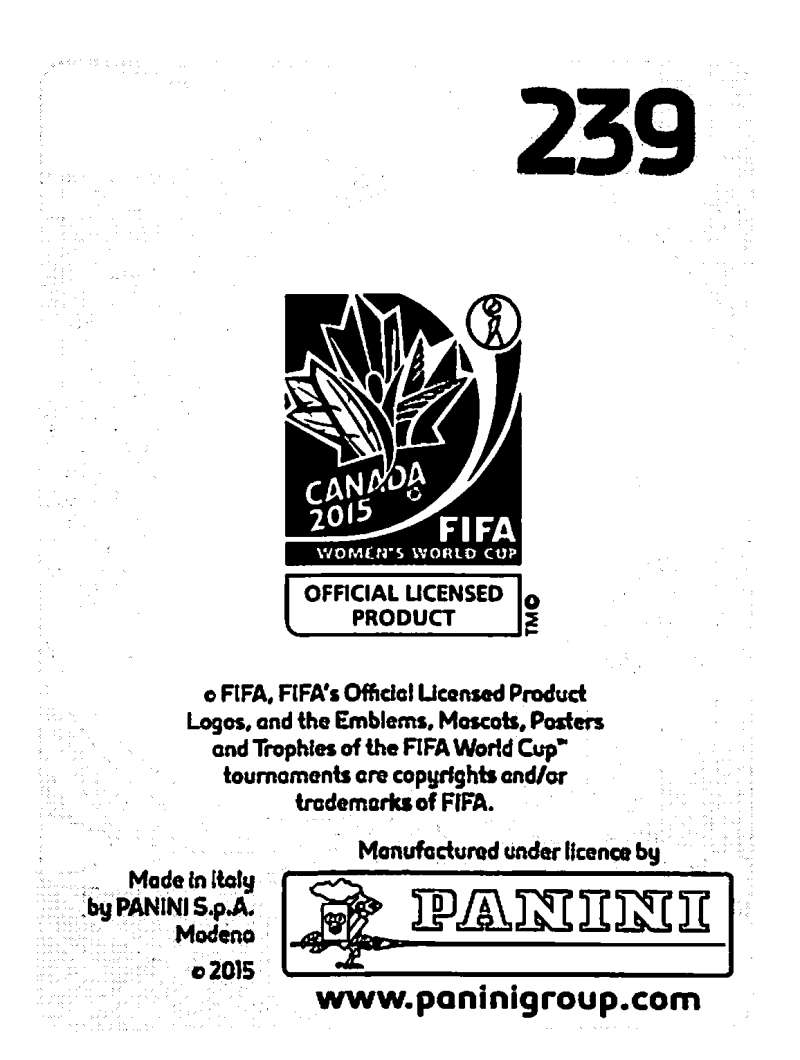 239
CANADA
2015
FIFA
WOMEN'S WORLD CUP
OFFICIAL LICENSED
PRODUCT
TM©
© FIFA, FIFA's Official Licensed Product
Logos, and the Emblems, Mascots, Posters
and Trophies of the FIFA World Cup™
tournaments are copyrights and/or
trademarks of FIFA.
Manufactured under licence by
Made in Italy
by PANINI S.p.A.
Modena
© 2015
PANINI
www.paninigroup.com